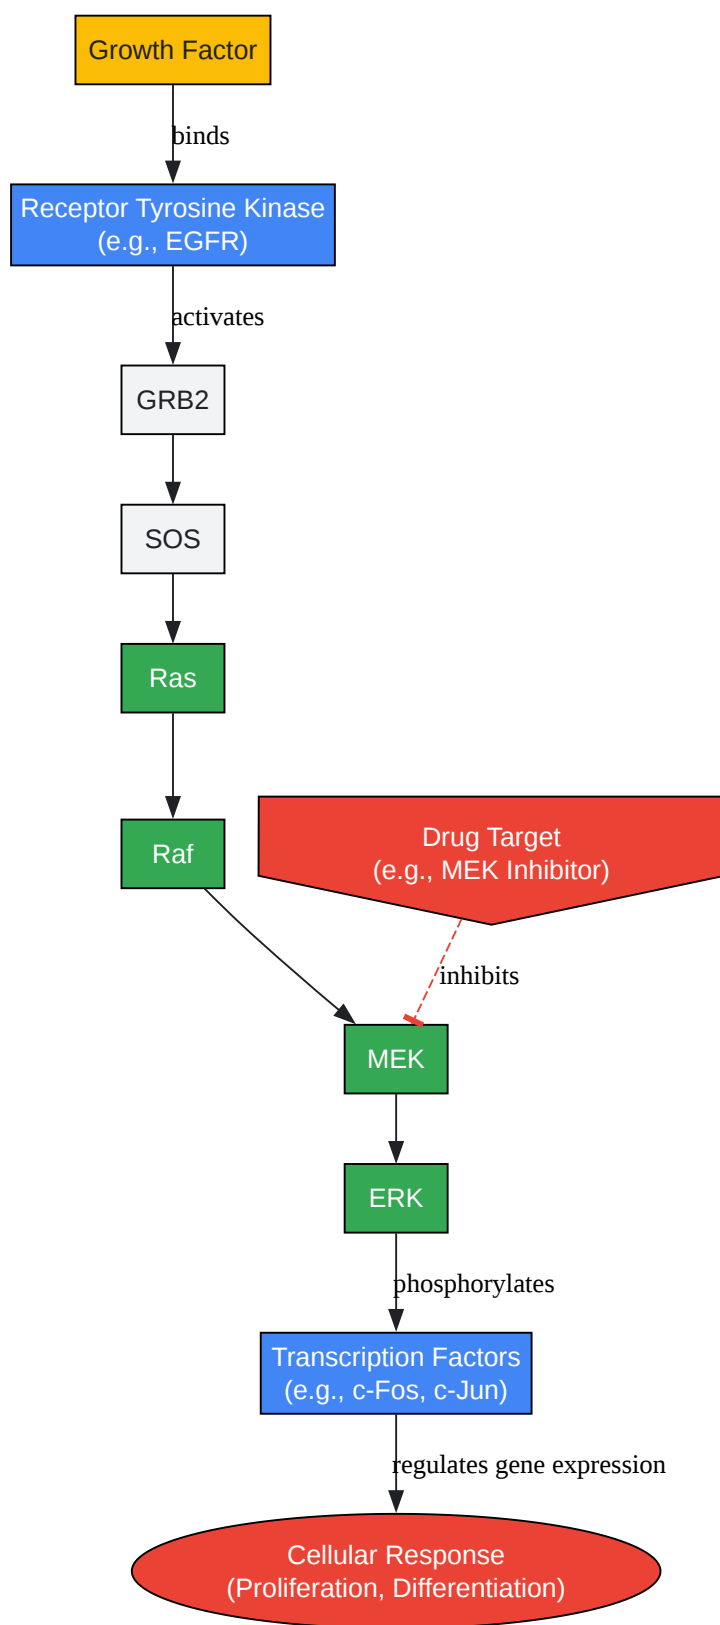 Growth Factor
binds
Receptor Tyrosine Kinase
(e.g., EGFR)
activates
GRB2
SOS
Ras
Raf
Drug Target
(e.g., MEK Inhibitor)
inhibits
MEK
ERK
phosphorylates
Transcription Factors
(e.g., c-Fos, c-Jun)
regulates gene expression
Cellular Response
(Proliferation, Differentiation)